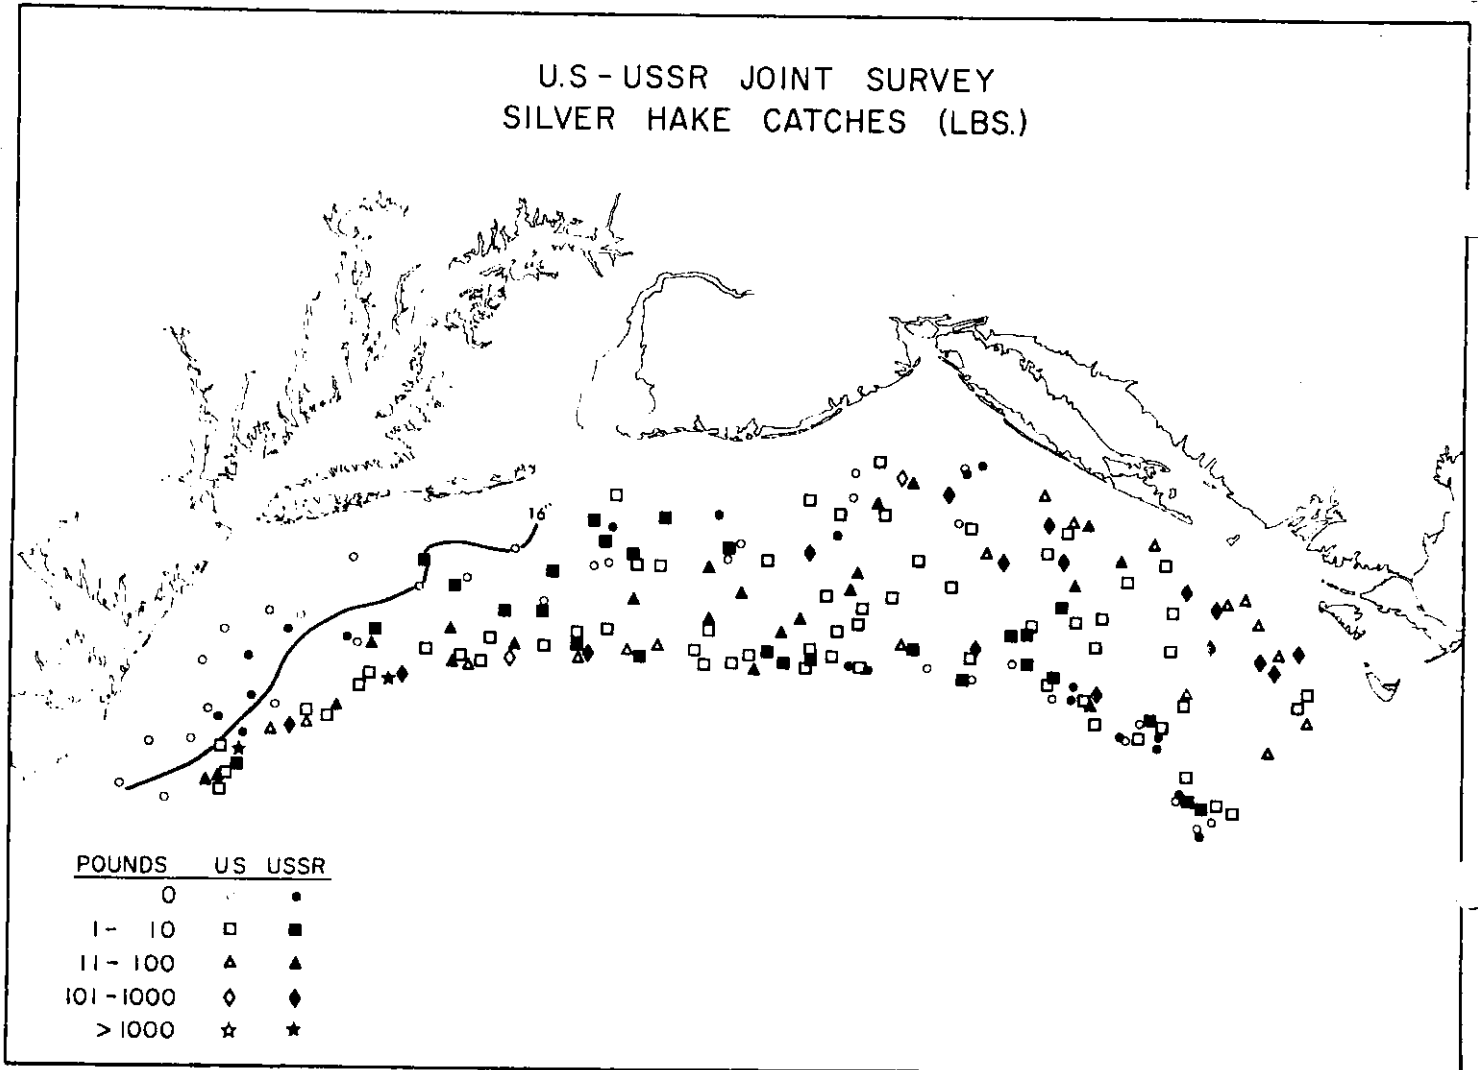 U.S - USSR JOINT SURVEY
SILVER HAKE CATCHES (LBS.)
16°
POUNDS US USSR
0
1 - 10
11 - 100
101 - 1000
> 1000